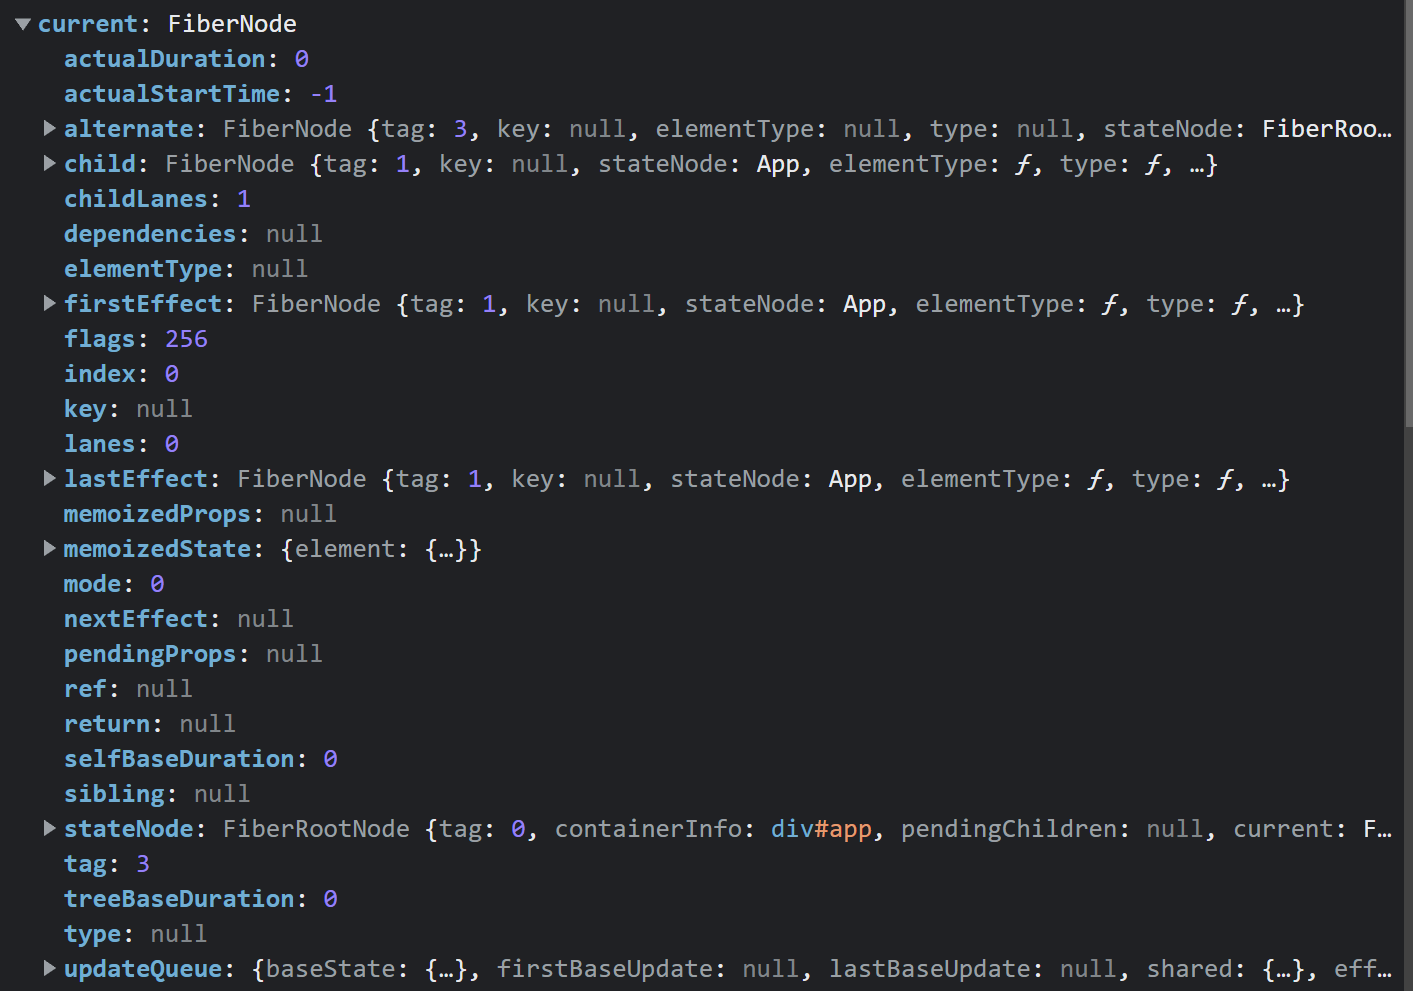 ▼ current: FiberNode
actualDuration: 0
actualStartTime: -1
▶ alternate: FiberNode {tag: 3, key: null, elementType: null, type: null, stateNode: FiberRoo…
▶ child: FiberNode {tag: 1, key: null, stateNode: App, elementType: ƒ, type: ƒ, …}
childLanes: 1
dependencies: null
elementType: null
▶ firstEffect: FiberNode {tag: 1, key: null, stateNode: App, elementType: ƒ, type: ƒ, …}
flags: 256
index: 0
key: null
lanes: 0
▶ lastEffect: FiberNode {tag: 1, key: null, stateNode: App, elementType: ƒ, type: ƒ, …}
memoizedProps: null
▶ memoizedState: {element: {…}}
mode: 0
nextEffect: null
pendingProps: null
ref: null
return: null
selfBaseDuration: 0
sibling: null
▶ stateNode: FiberRootNode {tag: 0, containerInfo: div#app, pendingChildren: null, current: F…
tag: 3
treeBaseDuration: 0
type: null
▶ updateQueue: {baseState: {…}, firstBaseUpdate: null, lastBaseUpdate: null, shared: {…}, eff…